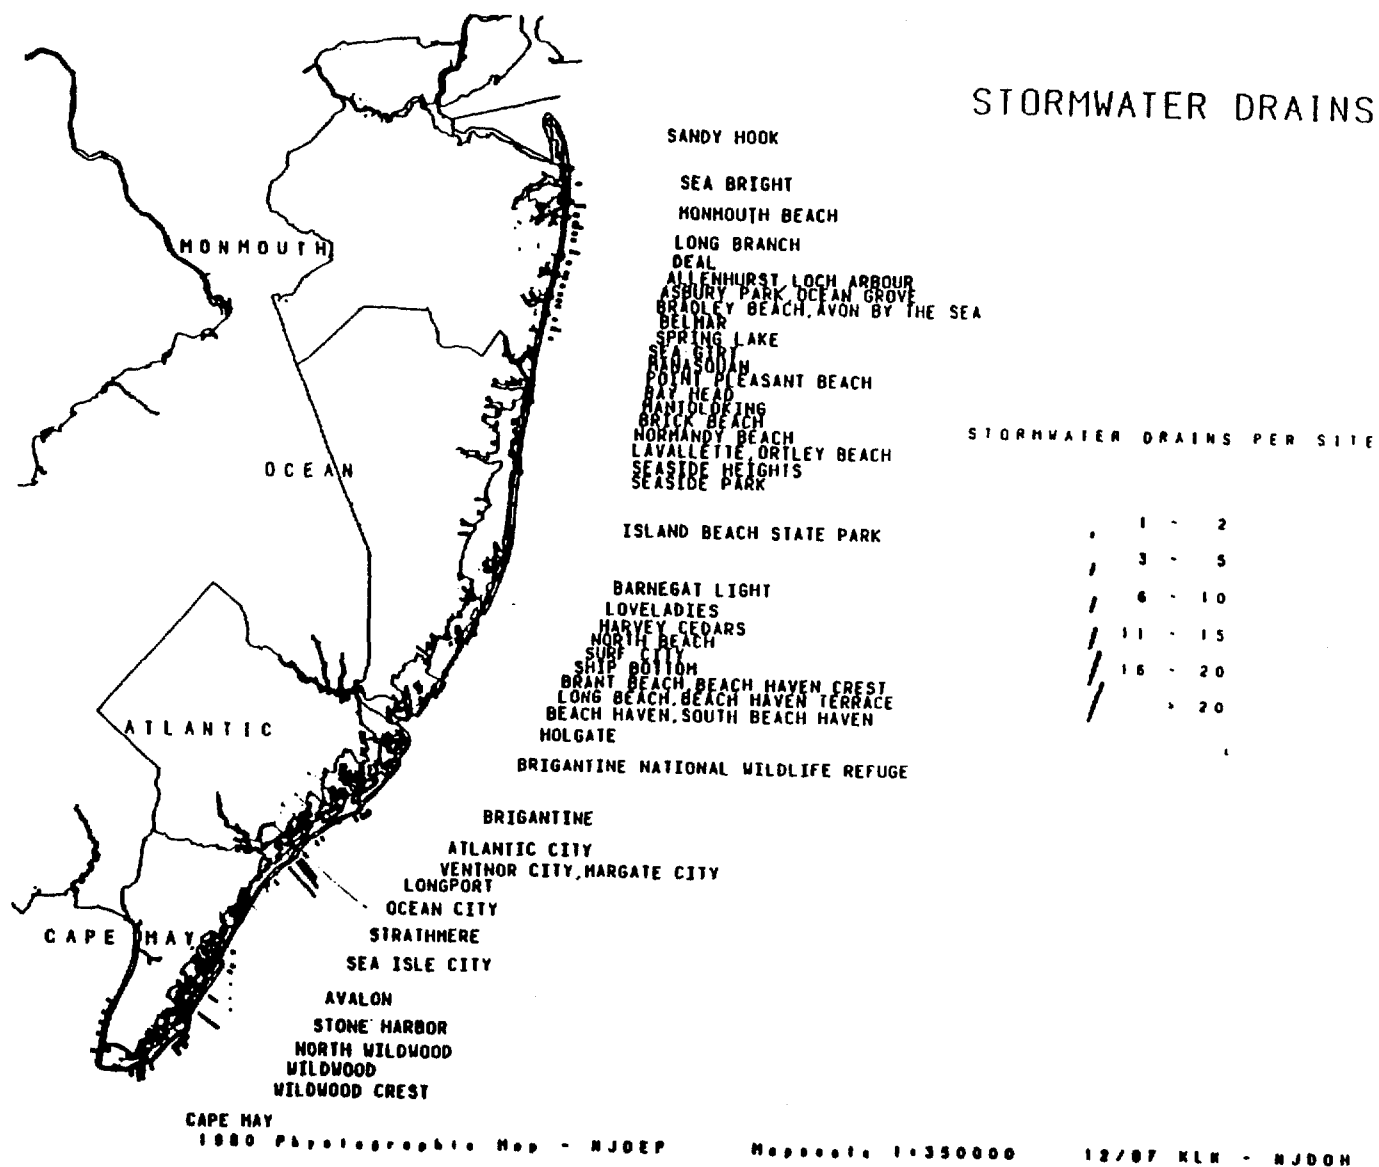 STORMWATER DRAINS
SANDY HOOK
SEA BRIGHT
MONMOUTH BEACH
MONMOUTH
LONG BRANCH
DEAL
ALLENHURST LOCH ARBOUR
ASBURY PARK, OCEAN GROVE
BRADLEY BEACH, AVON BY THE SEA
BELMAR
SPRING LAKE
SEA GIRT
MANASQUAN
POINT PLEASANT BEACH
BAY HEAD
MANTOLOKING
BRICK BEACH
NORMANDY BEACH
STORMWATER DRAINS PER SITE
LAVALLETTE, ORTLEY BEACH
OCEAN
SEASIDE HEIGHTS
SEASIDE PARK
1 - 2
ISLAND BEACH STATE PARK
3 - 5
BARNEGAT LIGHT
6 - 10
LOVELADIES
HARVEY CEDARS
11 - 15
NORTH BEACH
SURF CITY
SHIP BOTTOM
16 - 20
BRANT BEACH, BEACH HAVEN CREST
LONG BEACH, BEACH HAVEN TERRACE
> 20
BEACH HAVEN, SOUTH BEACH HAVEN
ATLANTIC
HOLGATE
BRIGANTINE NATIONAL WILDLIFE REFUGE
BRIGANTINE
ATLANTIC CITY
VENTNOR CITY, MARGATE CITY
LONGPORT
OCEAN CITY
CAPE MAY
STRATHMERE
SEA ISLE CITY
AVALON
STONE HARBOR
NORTH WILDWOOD
WILDWOOD
WILDWOOD CREST
CAPE MAY
1980 Photographic Map - NJDEP Mapscale 1:350000 12/87 KLK - NJDOH